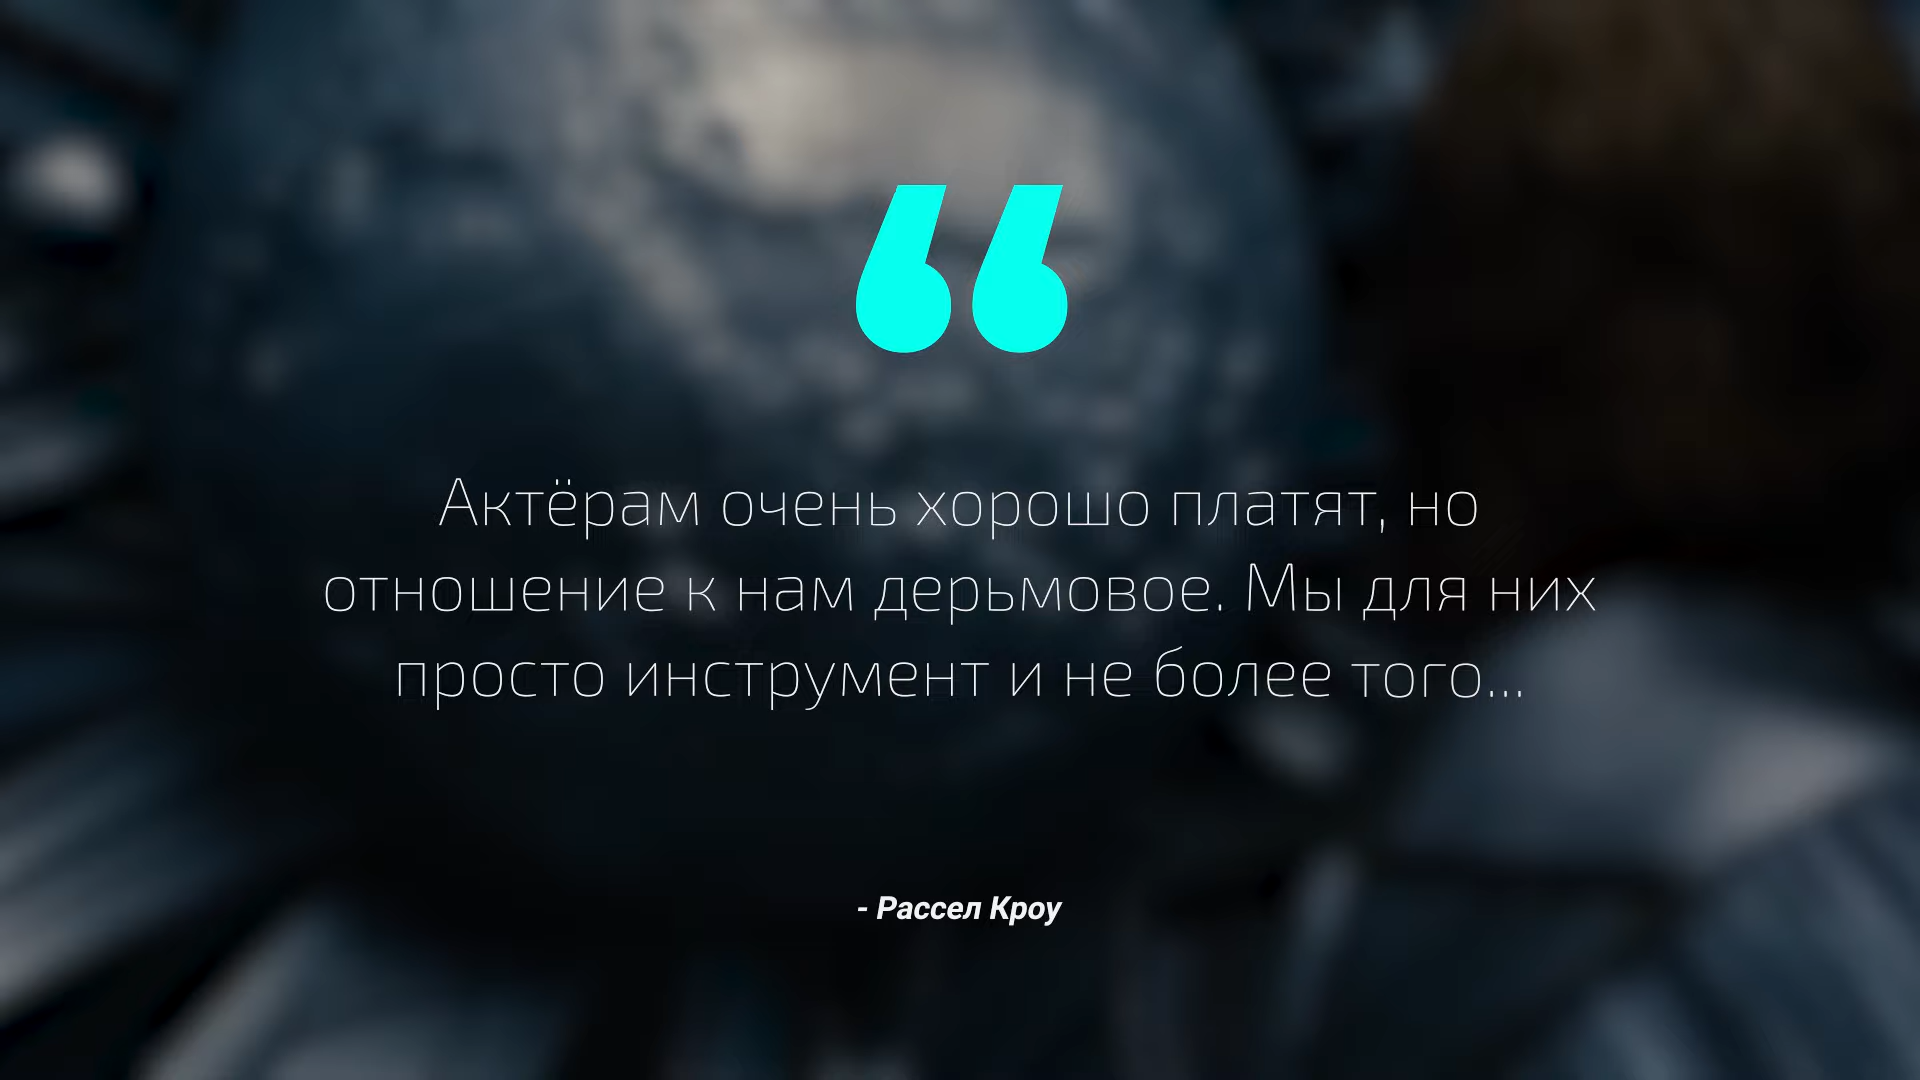 “
Актёрам очень хорошо платят, но
отношение к нам дерьмовое. Мы для них
просто инструмент и не более того...
- Рассел Кроу